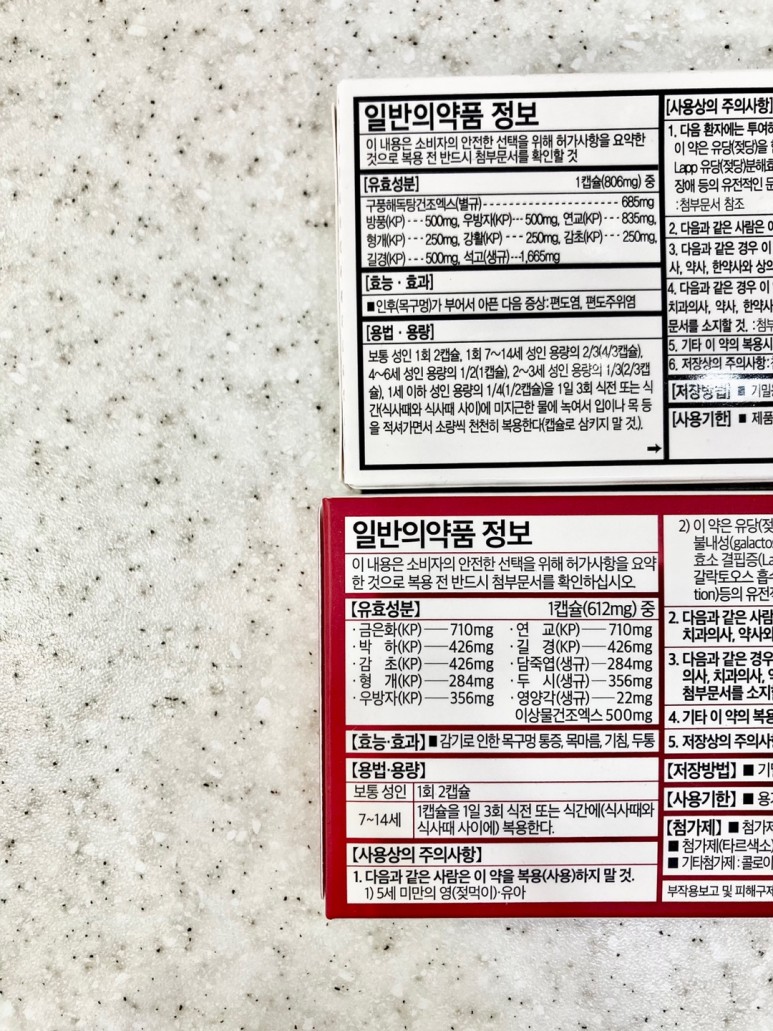 일반의약품 정보
이 내용은 소비자의 안전한 선택을 위해 허가사항을 요약한
것으로 복용 전 반드시 첨부문서를 확인할 것
[유효성분] 1캡슐(806mg) 중
구풍해독탕건조엑스(별규)--------------------- 685mg
방풍(KP)---500mg, 우방자(KP)---500mg, 연교(KP)---835mg,
형개(KP)---250mg, 강활(KP)---250mg, 감초(KP)---250mg,
길경(KP)---500mg, 석고(생규)---1,665mg
[효능·효과]
■인후(목구멍)가 부어서 아픈 다음 증상: 편도염, 편도주위염
[용법·용량]
보통 성인 1회 2캡슐, 1회 7~14세 성인 용량의 2/3(4/3캡슐),
4~6세 성인 용량의 1/2(1캡슐), 2~3세 성인 용량의 1/3(2/3캡
슐), 1세 이하 성인 용량의 1/4(1/2캡슐)을 1일 3회 식전 또는 식
간(식사때와 식사때 사이)에 미지근한 물에 녹여서 입이나 목 등
을 적셔가면서 소량씩 천천히 복용한다(캡슐로 삼키지 말 것).
→
[사용상의 주의사항]
1. 다음 환자에는 투여하
이 약은 유당(젖당)을
Lapp 유당(젖당)분해효
장애 등의 유전적인 문
: 첨부문서 참조
2. 다음과 같은 사람은 이
3. 다음과 같은 경우 이
사, 약사, 한약사와 상의
4. 다음과 같은 경우 이
치과의사, 약사, 한약사
문서를 소지할 것. : 첨부
5. 기타 이 약의 복용시
6. 저장상의 주의사항:
[저장방법] ■ 기밀
[사용기한] ■ 제품
일반의약품 정보
이 내용은 소비자의 안전한 선택을 위해 허가사항을 요약
한 것으로 복용 전 반드시 첨부문서를 확인하십시오.
【유효성분】 1캡슐(612mg) 중
·금은화(KP)──710mg ·연 교(KP)──710mg
·박 하(KP)──426mg ·길 경(KP)──426mg
·감 초(KP)──426mg ·담죽엽(생규)─284mg
·형 개(KP)──284mg ·두 시(생규)─356mg
·우방자(KP)──356mg ·영양각(생규)──22mg
이상물건조엑스 500mg
【효능·효과】■ 감기로 인한 목구멍 통증, 목마름, 기침, 두통
【용법·용량】
보통 성인 1회 2캡슐
7~14세 1캡슐을 1일 3회 식전 또는 식간에(식사때와
식사때 사이에) 복용한다.
【사용상의 주의사항】
1. 다음과 같은 사람은 이 약을 복용(사용)하지 말 것.
1) 5세 미만의 영(젖먹이)·유아
2) 이 약은 유당(젖
불내성(galactos
효소 결핍증(La
갈락토오스 흡수
tion)등의 유전적
2. 다음과 같은 사람
치과의사, 약사와
3. 다음과 같은 경우
의사, 치과의사, 약
첨부문서를 소지할
4. 기타 이 약의 복용
5. 저장상의 주의사항
【저장방법】 ■ 기밀
【사용기한】 ■ 용기
【첨가제】 ■ 첨가제
■ 첨가제(타르색소)
■ 기타첨가제 : 콜로이
부작용보고 및 피해구제